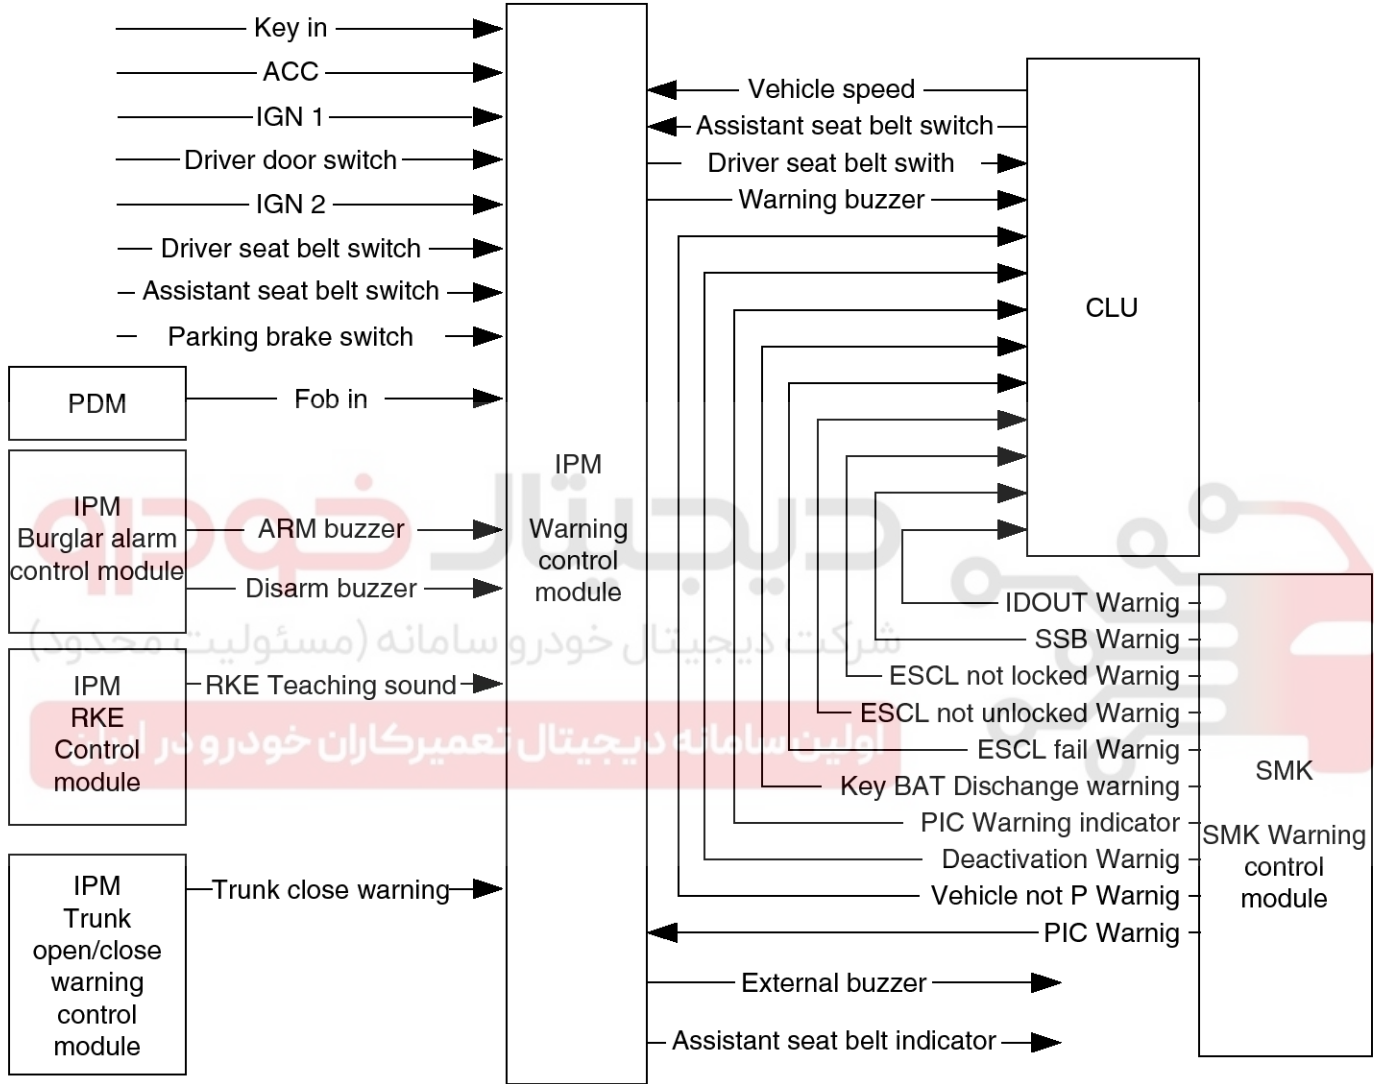 Key in
ACC
IGN 1
Driver door switch
IGN 2
Driver seat belt switch
Assistant seat belt switch
Parking brake switch
PDM
Fob in
IPM
Burglar alarm
control module
ARM buzzer
Disarm buzzer
IPM
RKE
Control
module
RKE Teaching sound
IPM
Trunk
open/close
warning
control
module
Trunk close warning
IPM
Warning
control
module
Vehicle speed
Assistant seat belt switch
Driver seat belt swith
Warning buzzer
CLU
IDOUT Warnig
SSB Warnig
ESCL not locked Warnig
ESCL not unlocked Warnig
ESCL fail Warnig
Key BAT Discharge warning
PIC Warning indicator
Deactivation Warnig
Vehicle not P Warnig
PIC Warnig
External buzzer
Assistant seat belt indicator
SMK
SMK Warning
control
module
دیجیتال خودرو
شرکت دیجیتال خودرو سامانه (مسئولیت محدود)
اولین سامانه دیجیتال تعمیرکاران خودرو در ایران